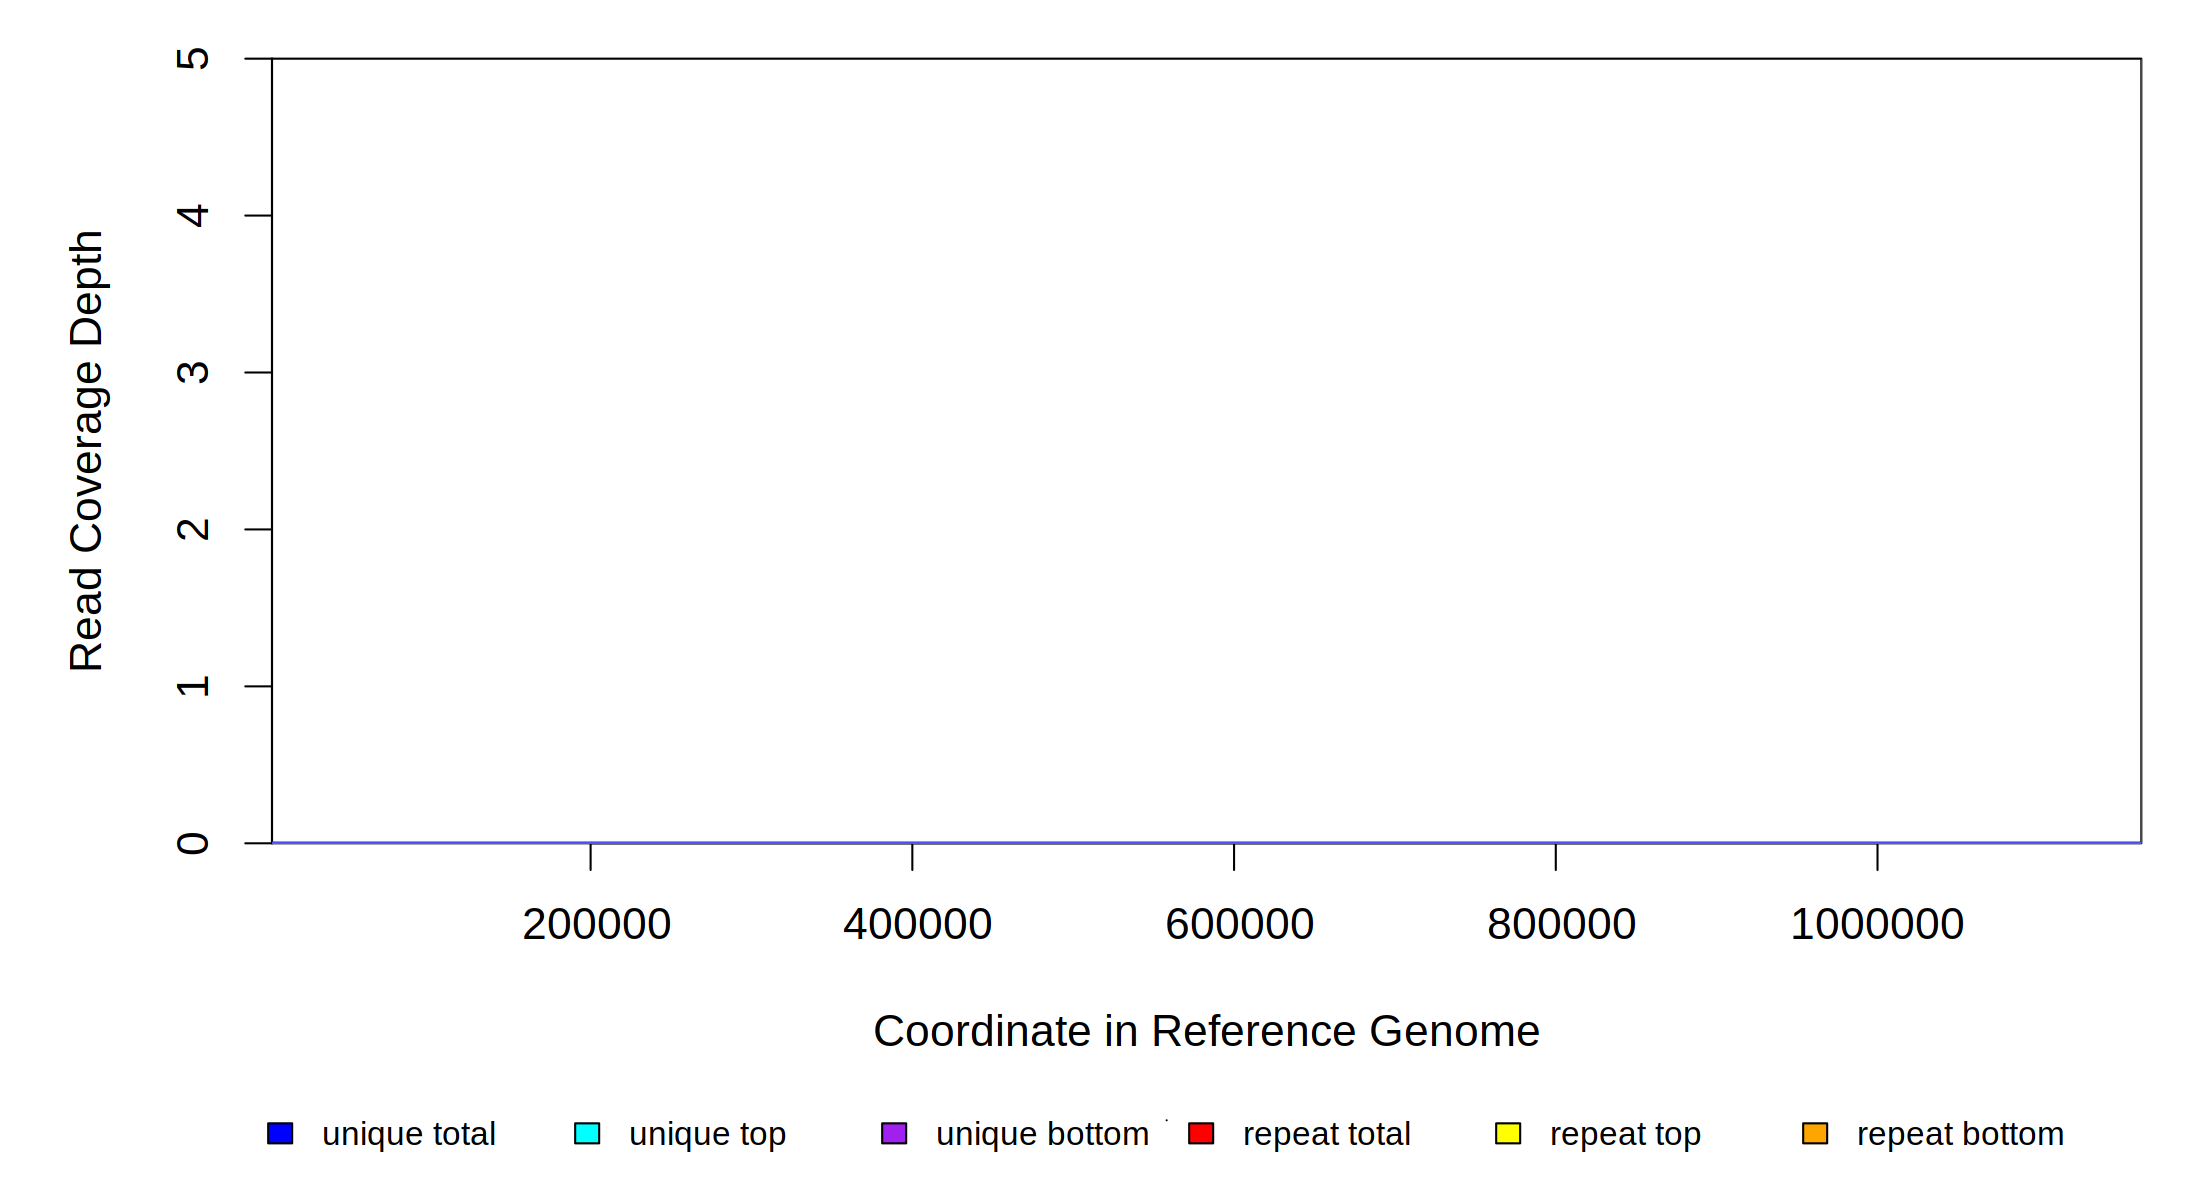 5
4
3
2
1
0
Read Coverage Depth
200000 400000 600000 800000 1000000
Coordinate in Reference Genome
unique total unique top unique bottom repeat total repeat top repeat bottom